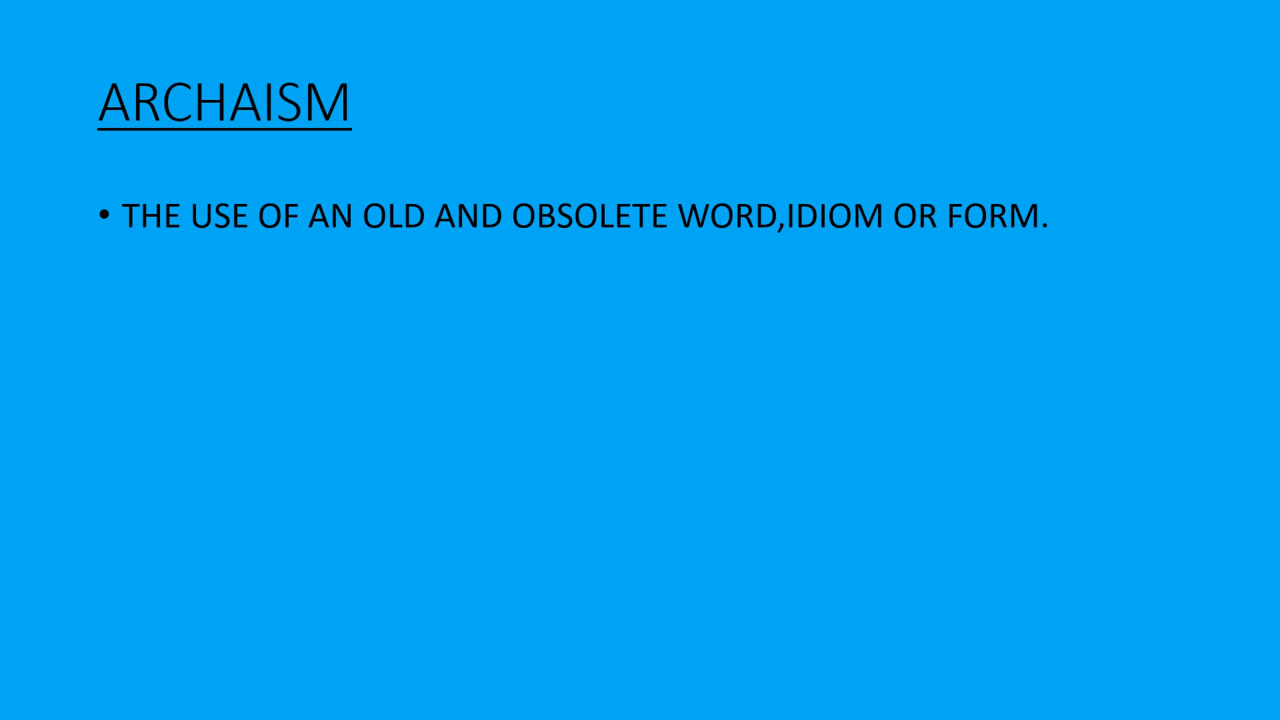 ARCHAISM
• THE USE OF AN OLD AND OBSOLETE WORD,IDIOM OR FORM.